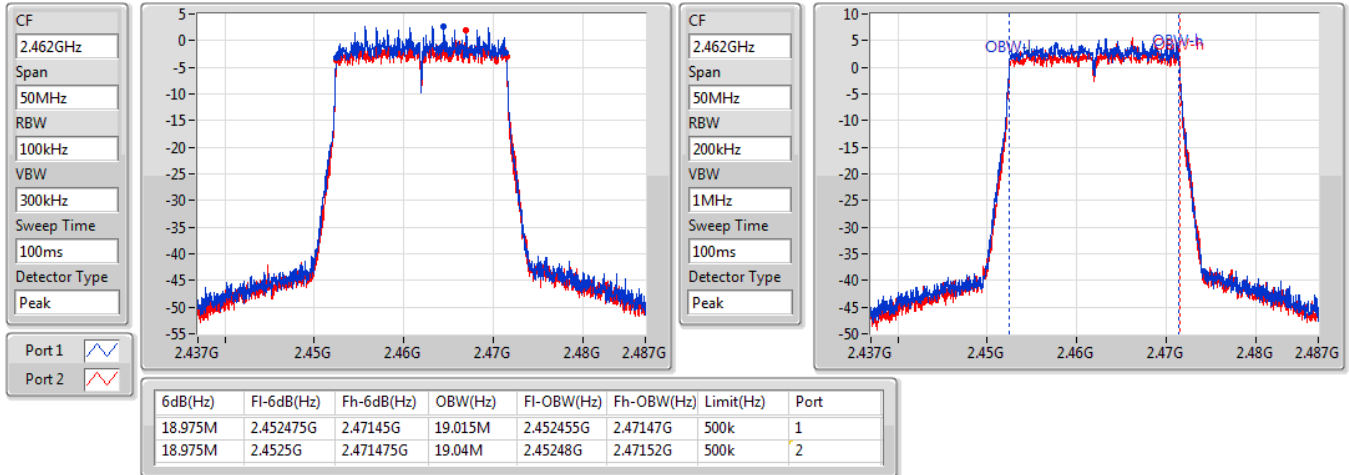 CF
2.462GHz
Span
50MHz
RBW
100kHz
VBW
300kHz
Sweep Time
100ms
Detector Type
Peak
Port 1
Port 2
5
0
-5
-10
-15
-20
-25
-30
-35
-40
-45
-50
-55
2.437G 2.45G 2.46G 2.47G 2.48G 2.487G
CF
2.462GHz
Span
50MHz
RBW
200kHz
VBW
1MHz
Sweep Time
100ms
Detector Type
Peak
10
5
0
-5
-10
-15
-20
-25
-30
-35
-40
-45
-50
OBW-l OBW-h
2.437G 2.45G 2.46G 2.47G 2.48G 2.487G
6dB(Hz) Fl-6dB(Hz) Fh-6dB(Hz) OBW(Hz) Fl-OBW(Hz) Fh-OBW(Hz) Limit(Hz) Port
18.975M 2.452475G 2.47145G 19.015M 2.452455G 2.47147G 500k 1
18.975M 2.4525G 2.471475G 19.04M 2.45248G 2.47152G 500k 2